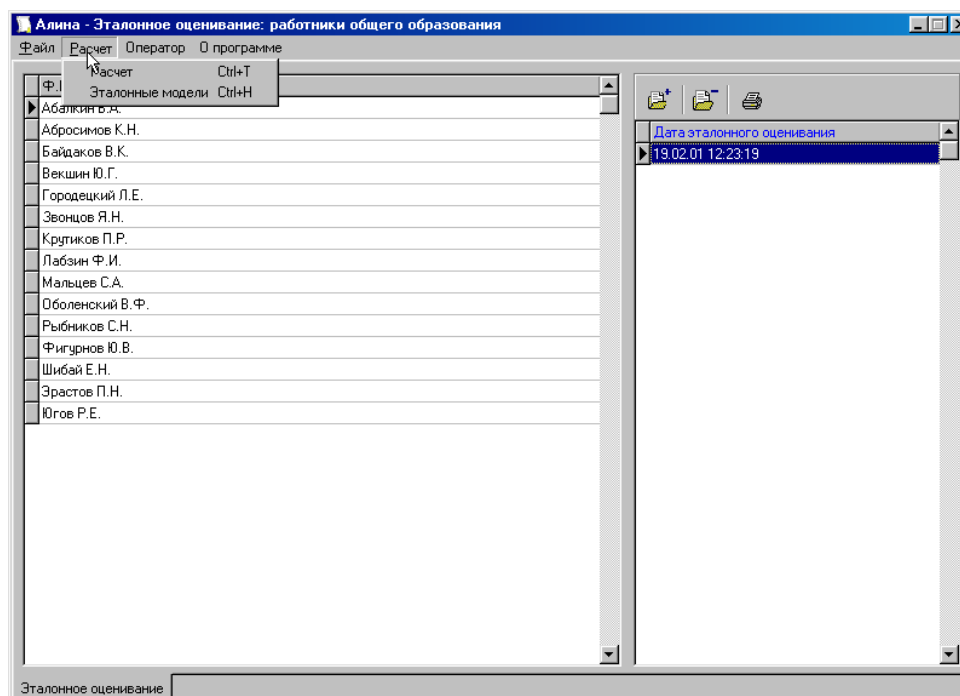 Алина - Эталонное оценивание: работники общего образования
Файл Расчет Оператор О программе
Расчет Ctrl+T
Эталонные модели Ctrl+H
Абалкин В.А.
Абросимов К.Н.
Байдаков В.К.
Векшин Ю.Г.
Городецкий Л.Е.
Звонцов Я.Н.
Крутиков П.Р.
Лабзин Ф.И.
Мальцев С.А.
Оболенский В.Ф.
Рыбников С.Н.
Фигурнов Ю.В.
Шибай Е.Н.
Эрастов П.Н.
Югов Р.Е.
Дата эталонного оценивания
19.02.01 12:23:19
Эталонное оценивание